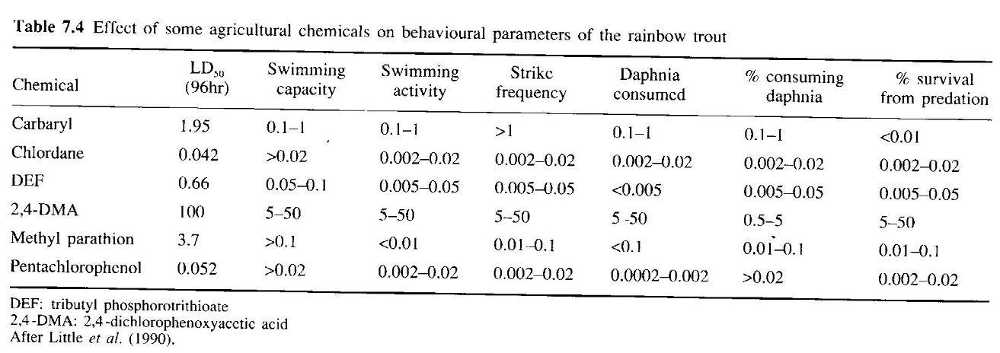 Table 7.4 Effect of some agricultural chemicals on behavioural parameters of the rainbow trout
Chemical LD50 (96hr) Swimming capacity Swimming activity Strike frequency Daphnia consumed % consuming daphnia % survival from predation
Carbaryl 1.95 0.1–1 0.1–1 >1 0.1–1 0.1–1 <0.01
Chlordane 0.042 >0.02 0.002–0.02 0.002–0.02 0.002–0.02 0.002–0.02 0.002–0.02
DEF 0.66 0.05–0.1 0.005–0.05 0.005–0.05 <0.005 0.005–0.05 0.005–0.05
2,4-DMA 100 5–50 5–50 5–50 5-50 0.5–5 5–50
Methyl parathion 3.7 >0.1 <0.01 0.01–0.1 <0.1 0.01–0.1 0.01–0.1
Pentachlorophenol 0.052 >0.02 0.002–0.02 0.002–0.02 0.0002–0.002 >0.02 0.002–0.02
DEF: tributyl phosphorotrithioate
2,4-DMA: 2,4-dichlorophenoxyacetic acid
After Little et al. (1990).